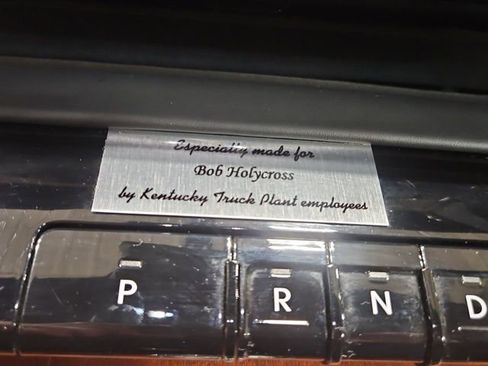 Especially made for
Bob Holycross
by Kentucky Truck Plant employees
P R N D